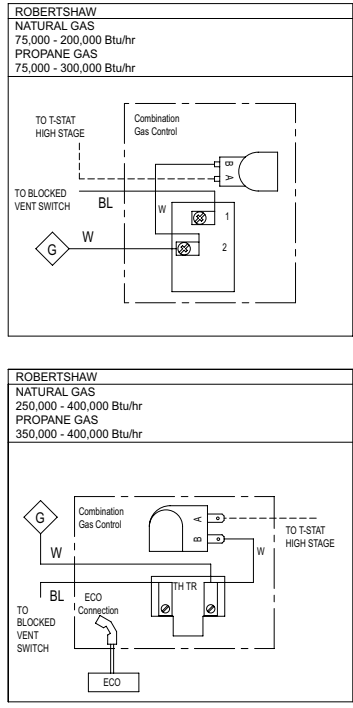 ROBERTSHAW
NATURAL GAS
75,000 - 200,000 Btu/hr
PROPANE GAS
75,000 - 300,000 Btu/hr
TO T-STAT
HIGH STAGE
Combination
Gas Control
B
A
TO BLOCKED
VENT SWITCH
BL
W
1
W
G
2
ROBERTSHAW
NATURAL GAS
250,000 - 400,000 Btu/hr
PROPANE GAS
350,000 - 400,000 Btu/hr
G
Combination
Gas Control
A
B
TO T-STAT
HIGH STAGE
W
W
BL
ECO
Connection
TH TR
TO
BLOCKED
VENT
SWITCH
ECO